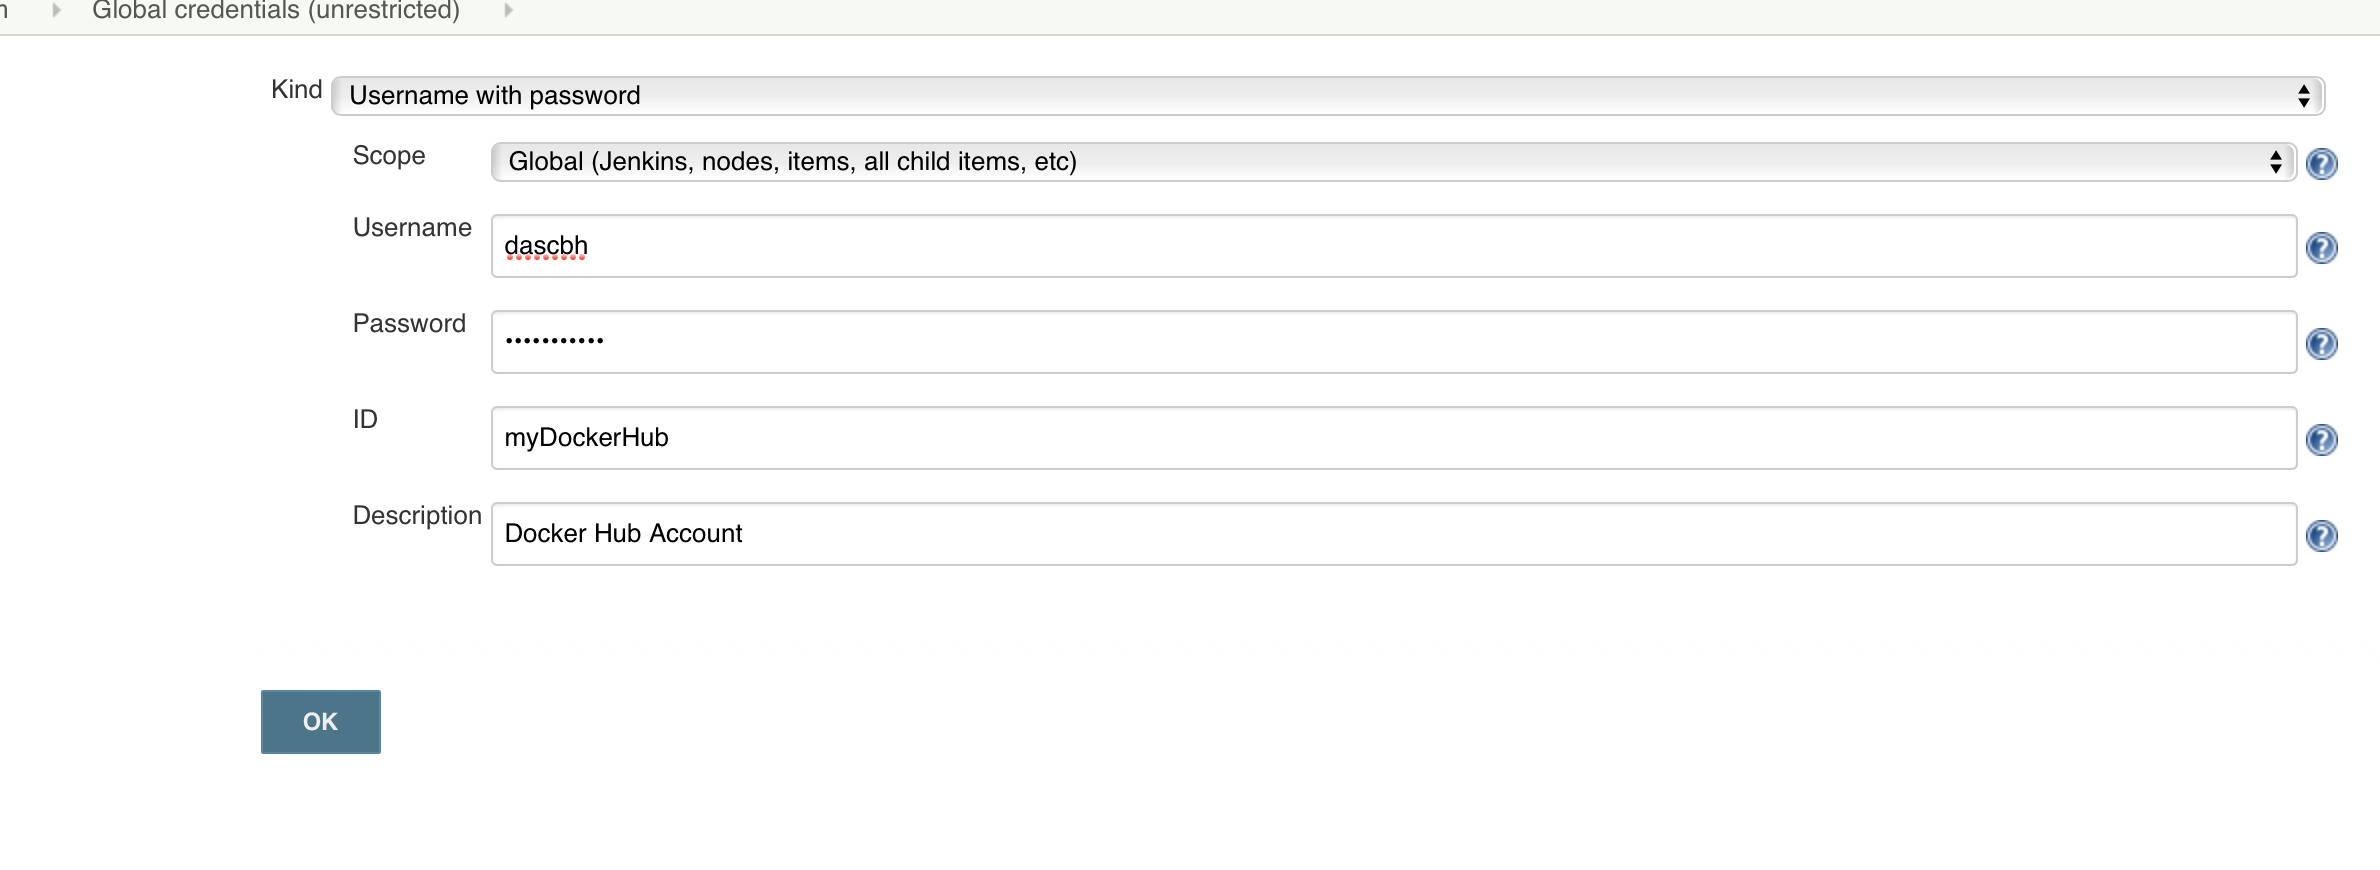 Global credentials (unrestricted)
Kind Username with password
Scope Global (Jenkins, nodes, items, all child items, etc)
Username dascbh
Password •••••••••••
ID myDockerHub
Description Docker Hub Account
OK